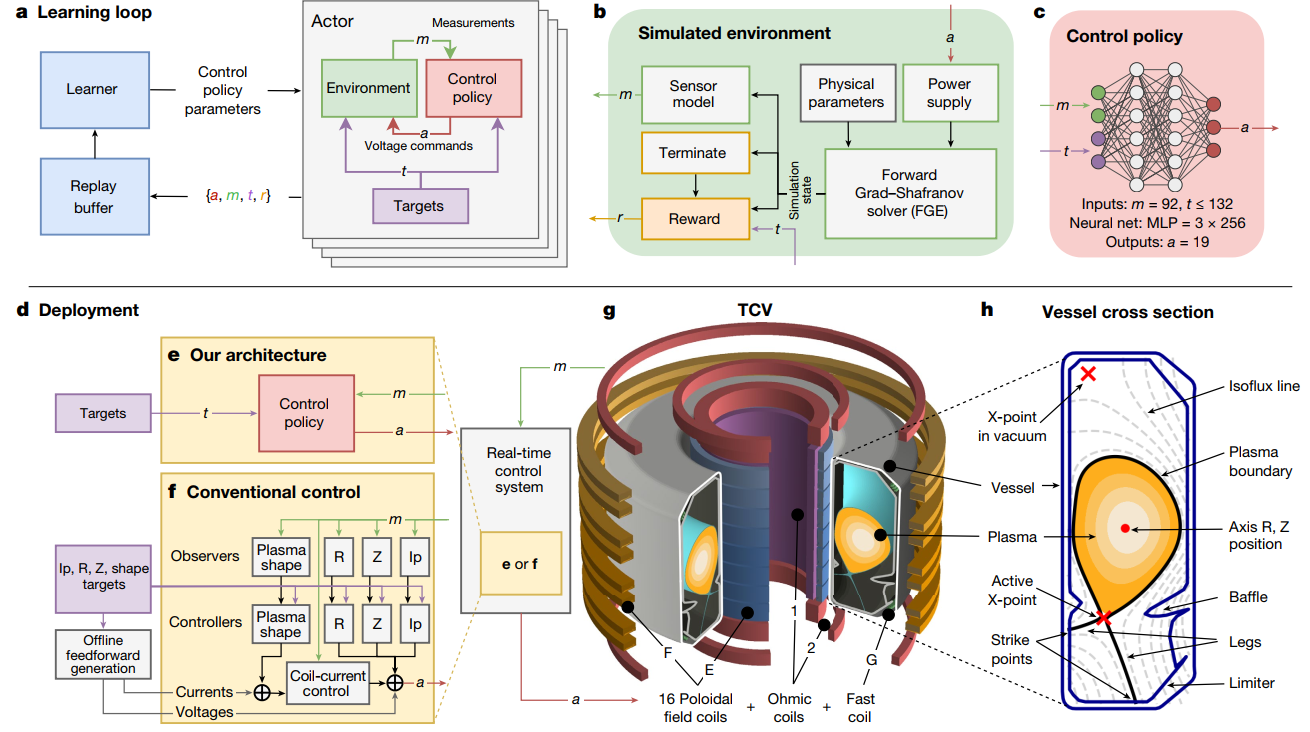 a Learning loop
Learner
Replay
buffer
Control
policy
parameters
{a, m, t, r}
Actor
Measurements
m
Environment
Control
policy
a
Voltage commands
t
Targets
b
Simulated environment
a
m
Sensor
model
Physical
parameters
Power
supply
Terminate
Simulation
state
Forward
Grad–Shafranov
solver (FGE)
r
Reward
t
c
Control policy
m
t
a
Inputs: m = 92, t ≤ 132
Neural net: MLP = 3 × 256
Outputs: a = 19
d Deployment
e Our architecture
Targets
t
Control
policy
m
a
f Conventional control
m
Observers
Plasma
shape
R
Z
Ip
Ip, R, Z, shape
targets
Controllers
Plasma
shape
R
Z
Ip
Offline
feedforward
generation
Coil-current
control
a
Currents
Voltages
m
Real-time
control
system
e or f
a
g
TCV
1
2
F
E
G
16 Poloidal
field coils
+
Ohmic
coils
+
Fast
coil
h
Vessel cross section
X-point
in vacuum
Vessel
Plasma
Active
X-point
Strike
points
Isoflux line
Plasma
boundary
Axis R, Z
position
Baffle
Legs
Limiter